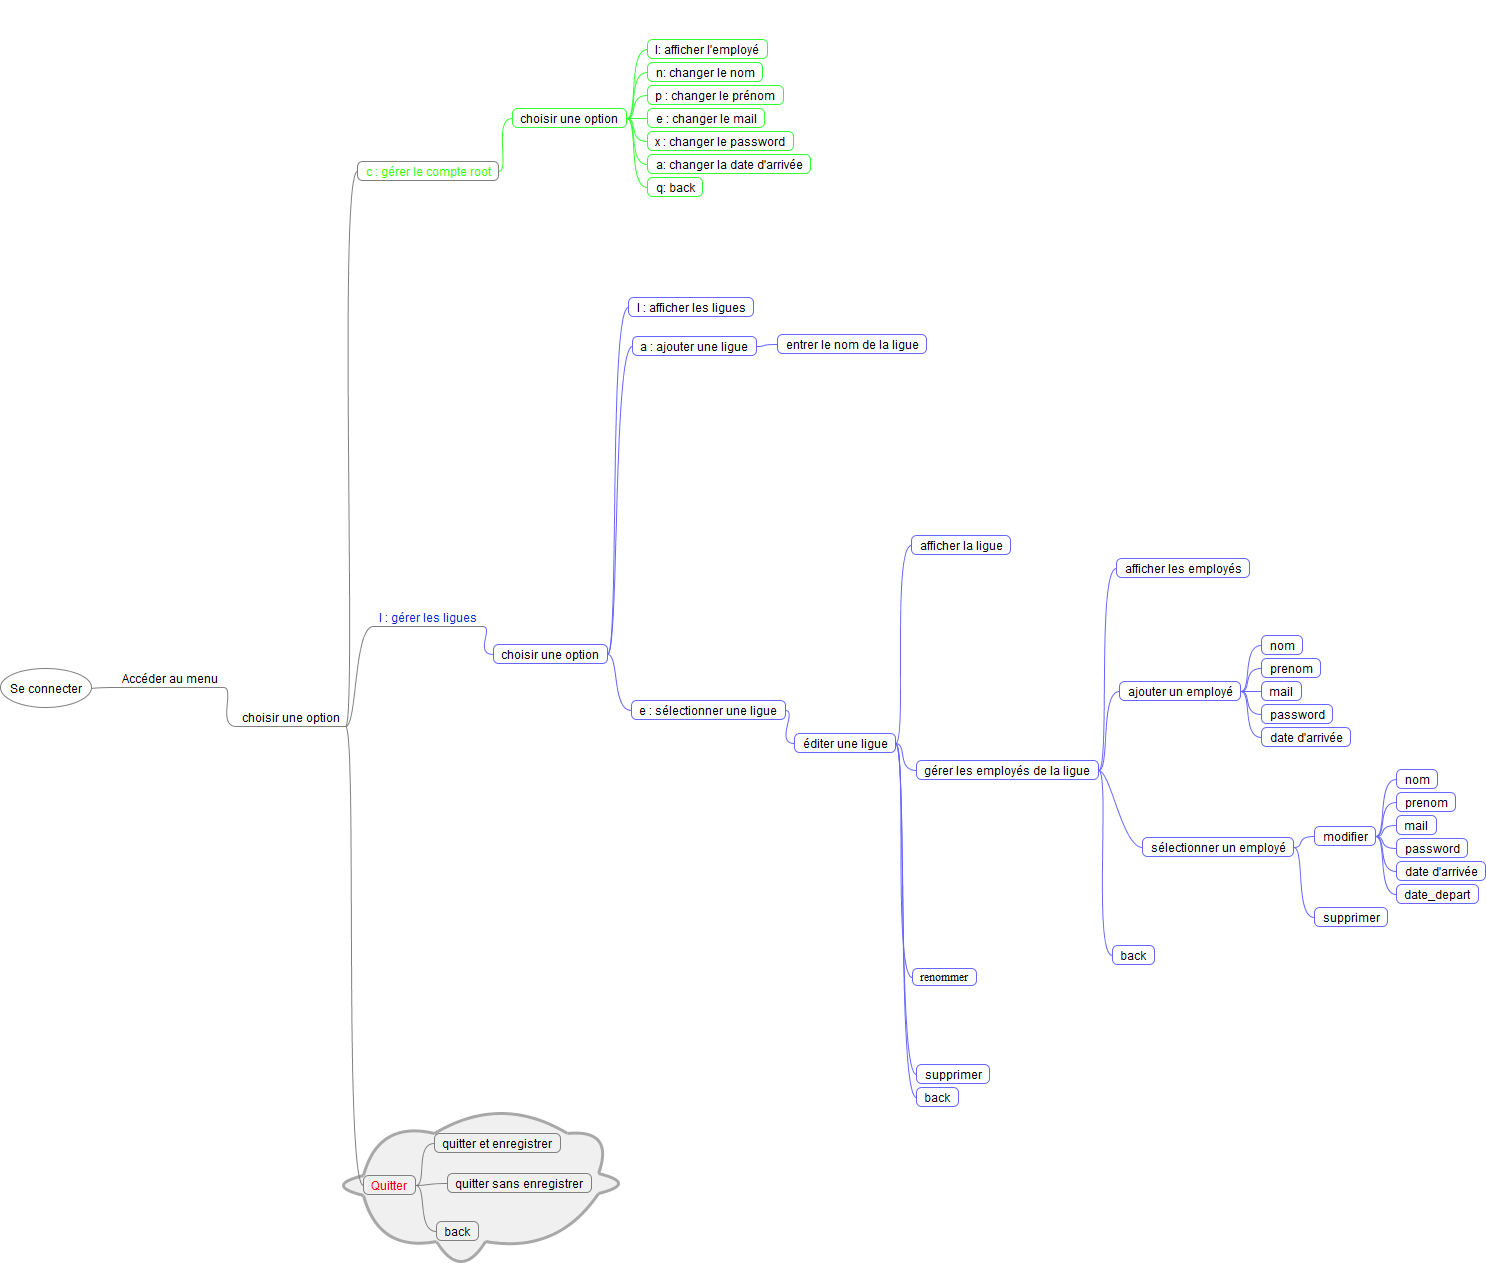 l: afficher l'employé
n: changer le nom
p : changer le prénom
choisir une option
e : changer le mail
x : changer le password
a: changer la date d'arrivée
c : gérer le compte root
q: back
l : afficher les ligues
a : ajouter une ligue
entrer le nom de la ligue
afficher la ligue
afficher les employés
l : gérer les ligues
choisir une option
nom
prenom
ajouter un employé
mail
password
date d'arrivée
Se connecter
Accéder au menu
choisir une option
e : sélectionner une ligue
éditer une ligue
gérer les employés de la ligue
nom
prenom
mail
modifier
sélectionner un employé
password
date d'arrivée
date_depart
supprimer
back
renommer
supprimer
back
quitter et enregistrer
Quitter
quitter sans enregistrer
back